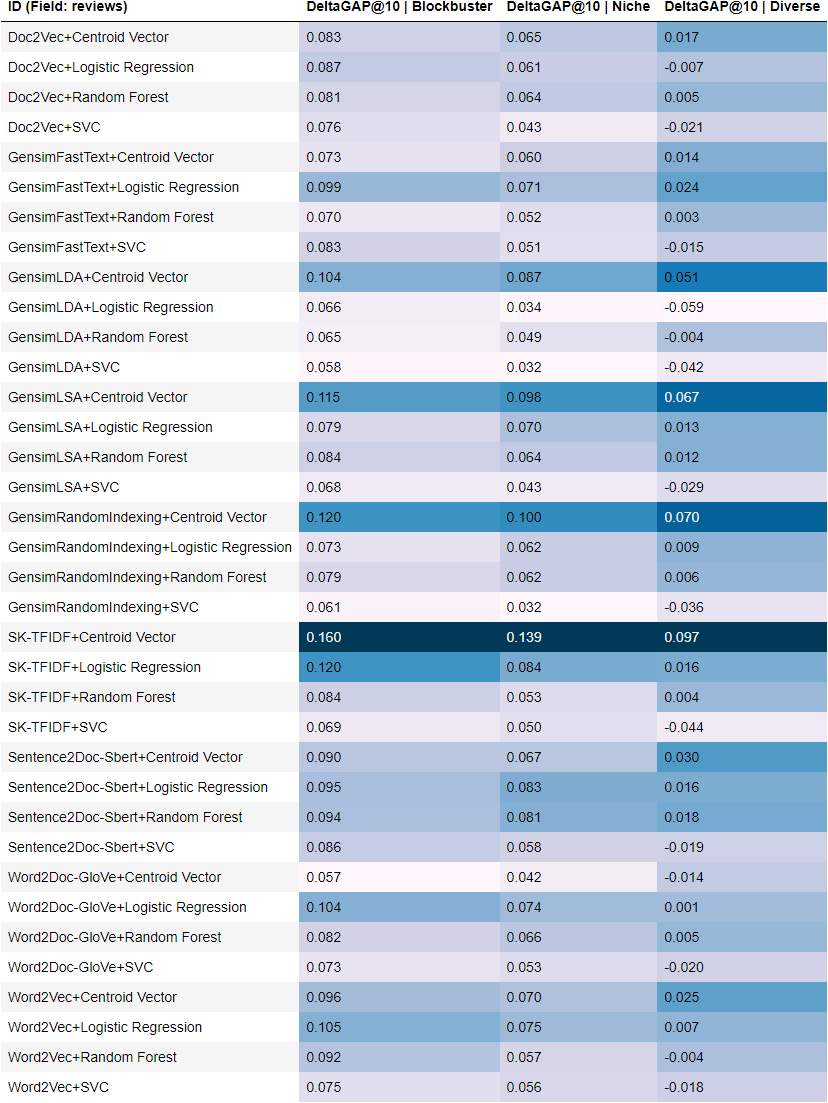 ID (Field: reviews) DeltaGAP@10 | Blockbuster DeltaGAP@10 | Niche DeltaGAP@10 | Diverse
Doc2Vec+Centroid Vector 0.083 0.065 0.017
Doc2Vec+Logistic Regression 0.087 0.061 -0.007
Doc2Vec+Random Forest 0.081 0.064 0.005
Doc2Vec+SVC 0.076 0.043 -0.021
GensimFastText+Centroid Vector 0.073 0.060 0.014
GensimFastText+Logistic Regression 0.099 0.071 0.024
GensimFastText+Random Forest 0.070 0.052 0.003
GensimFastText+SVC 0.083 0.051 -0.015
GensimLDA+Centroid Vector 0.104 0.087 0.051
GensimLDA+Logistic Regression 0.066 0.034 -0.059
GensimLDA+Random Forest 0.065 0.049 -0.004
GensimLDA+SVC 0.058 0.032 -0.042
GensimLSA+Centroid Vector 0.115 0.098 0.067
GensimLSA+Logistic Regression 0.079 0.070 0.013
GensimLSA+Random Forest 0.084 0.064 0.012
GensimLSA+SVC 0.068 0.043 -0.029
GensimRandomIndexing+Centroid Vector 0.120 0.100 0.070
GensimRandomIndexing+Logistic Regression 0.073 0.062 0.009
GensimRandomIndexing+Random Forest 0.079 0.062 0.006
GensimRandomIndexing+SVC 0.061 0.032 -0.036
SK-TFIDF+Centroid Vector 0.160 0.139 0.097
SK-TFIDF+Logistic Regression 0.120 0.084 0.016
SK-TFIDF+Random Forest 0.084 0.053 0.004
SK-TFIDF+SVC 0.069 0.050 -0.044
Sentence2Doc-Sbert+Centroid Vector 0.090 0.067 0.030
Sentence2Doc-Sbert+Logistic Regression 0.095 0.083 0.016
Sentence2Doc-Sbert+Random Forest 0.094 0.081 0.018
Sentence2Doc-Sbert+SVC 0.086 0.058 -0.019
Word2Doc-GloVe+Centroid Vector 0.057 0.042 -0.014
Word2Doc-GloVe+Logistic Regression 0.104 0.074 0.001
Word2Doc-GloVe+Random Forest 0.082 0.066 0.005
Word2Doc-GloVe+SVC 0.073 0.053 -0.020
Word2Vec+Centroid Vector 0.096 0.070 0.025
Word2Vec+Logistic Regression 0.105 0.075 0.007
Word2Vec+Random Forest 0.092 0.057 -0.004
Word2Vec+SVC 0.075 0.056 -0.018